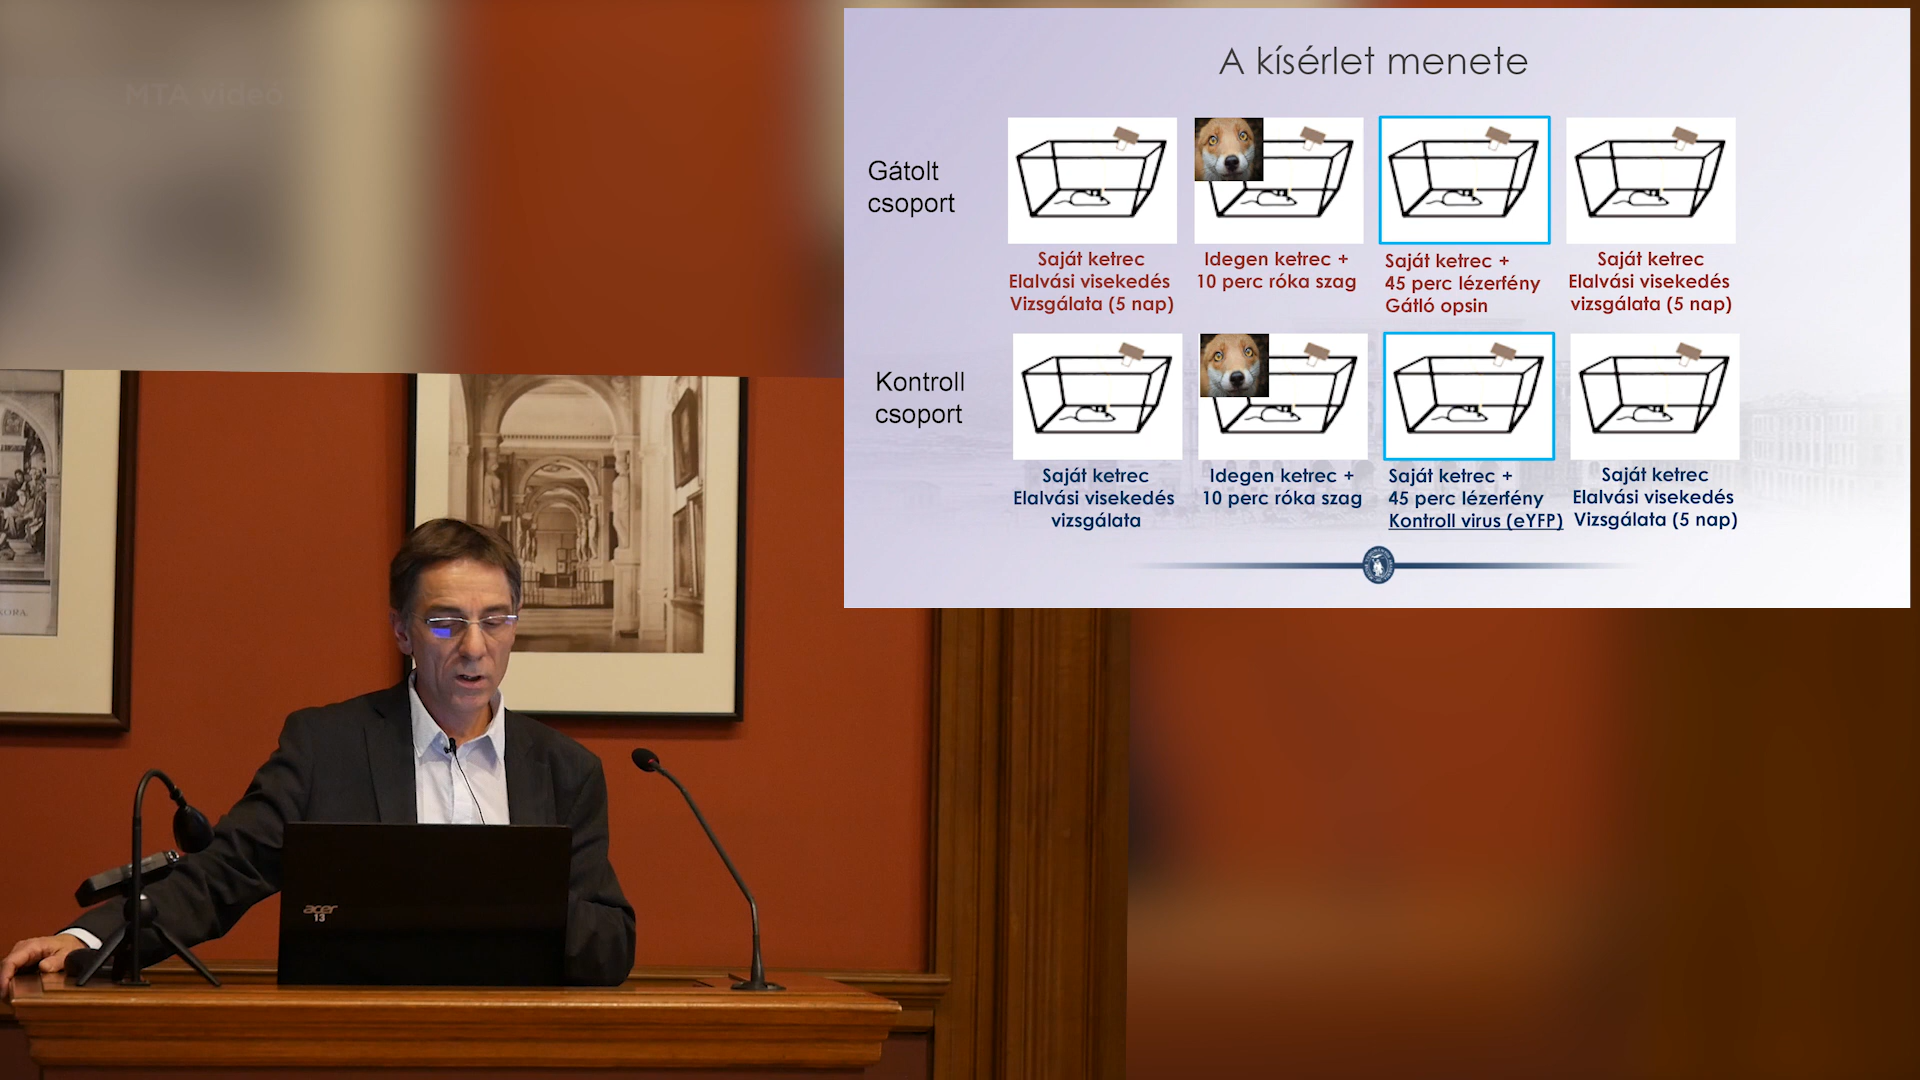 MTA videó
A kísérlet menete
Gátolt
csoport
Saját ketrec
Elalvási visekedés
Vizsgálata (5 nap)
Idegen ketrec +
10 perc róka szag
Saját ketrec +
45 perc lézerfény
Gátló opsin
Saját ketrec
Elalvási visekedés
vizsgálata (5 nap)
Kontroll
csoport
Saját ketrec
Elalvási visekedés
vizsgálata
Idegen ketrec +
10 perc róka szag
Saját ketrec +
45 perc lézerfény
Kontroll virus (eYFP)
Saját ketrec
Elalvási visekedés
Vizsgálata (5 nap)
acer
13